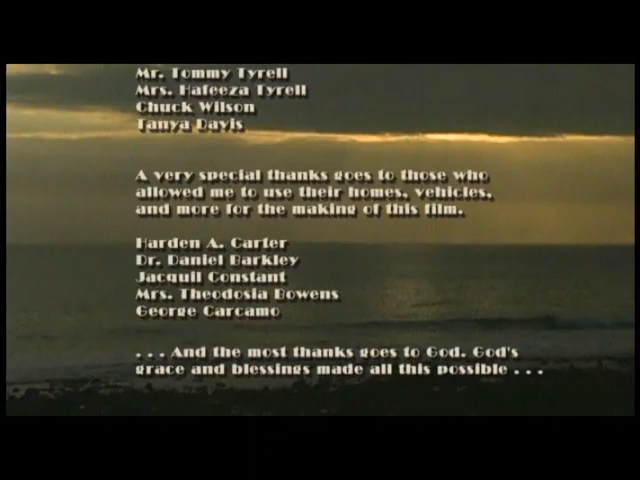 Mr. Tommy Tyrell
Mrs. Hafeeza Tyrell
Chuck Wilson
Tanya Davis
A very special thanks goes to those who
allowed me to use their homes, vehicles,
and more for the making of this film.
Harden A. Carter
Dr. Daniel Barkley
Jacquil Constant
Mrs. Theodosia Bowens
George Carcamo
. . . And the most thanks goes to God. God's
grace and blessings made all this possible . . .